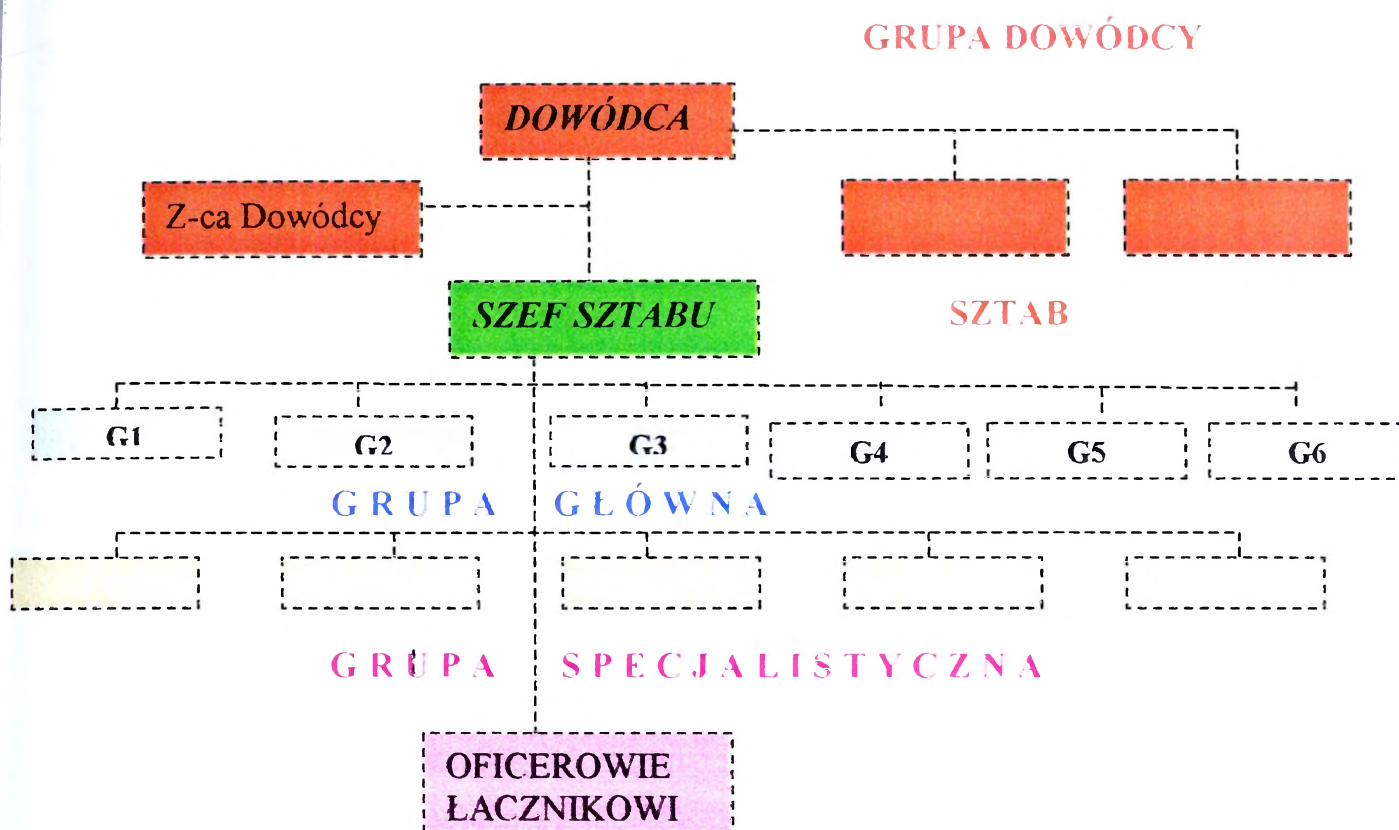 GRUPA DOWÓDCY
DOWÓDCA
Z-ca Dowódcy
SZEF SZTABU
SZTAB
G1
G2
G3
G4
G5
G6
GRUPA GŁÓWNA
GRUPA SPECJALISTYCZNA
OFICEROWIE
ŁACZNIKOWI